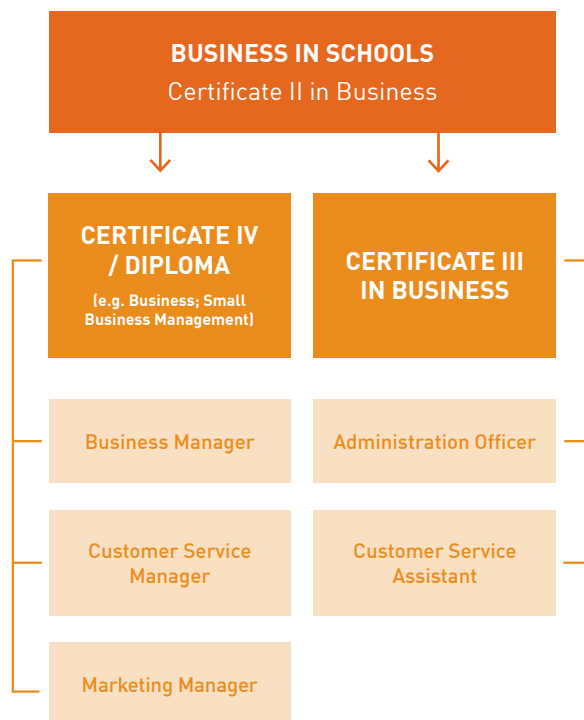 BUSINESS IN SCHOOLS
Certificate II in Business
CERTIFICATE IV
/ DIPLOMA
(e.g. Business; Small
Business Management)
CERTIFICATE III
IN BUSINESS
Business Manager
Administration Officer
Customer Service
Manager
Customer Service
Assistant
Marketing Manager